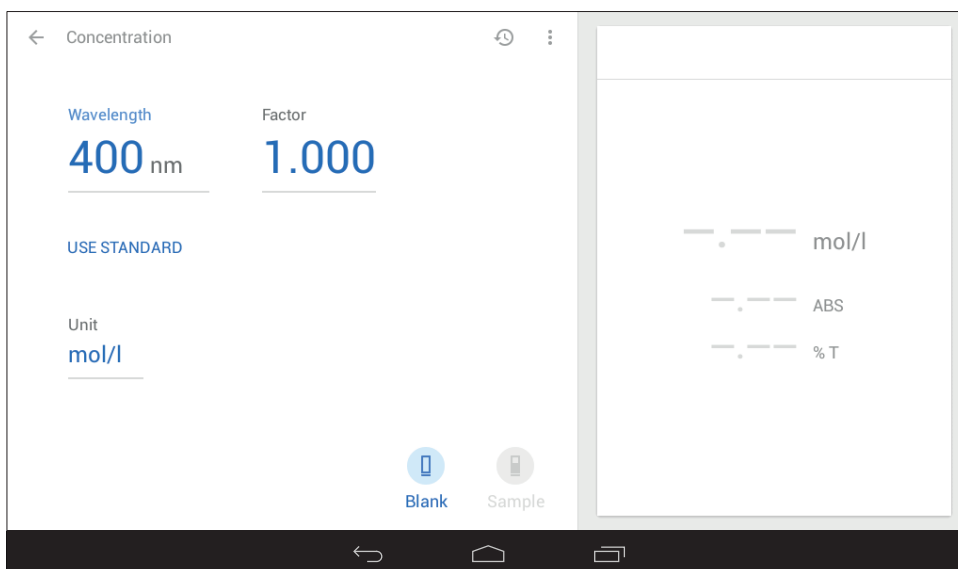 Concentration
Wavelength
Factor
400 nm
1.000
USE STANDARD
Unit
mol/l
Blank
Sample
-.-- mol/l
-.-- ABS
-.-- % T